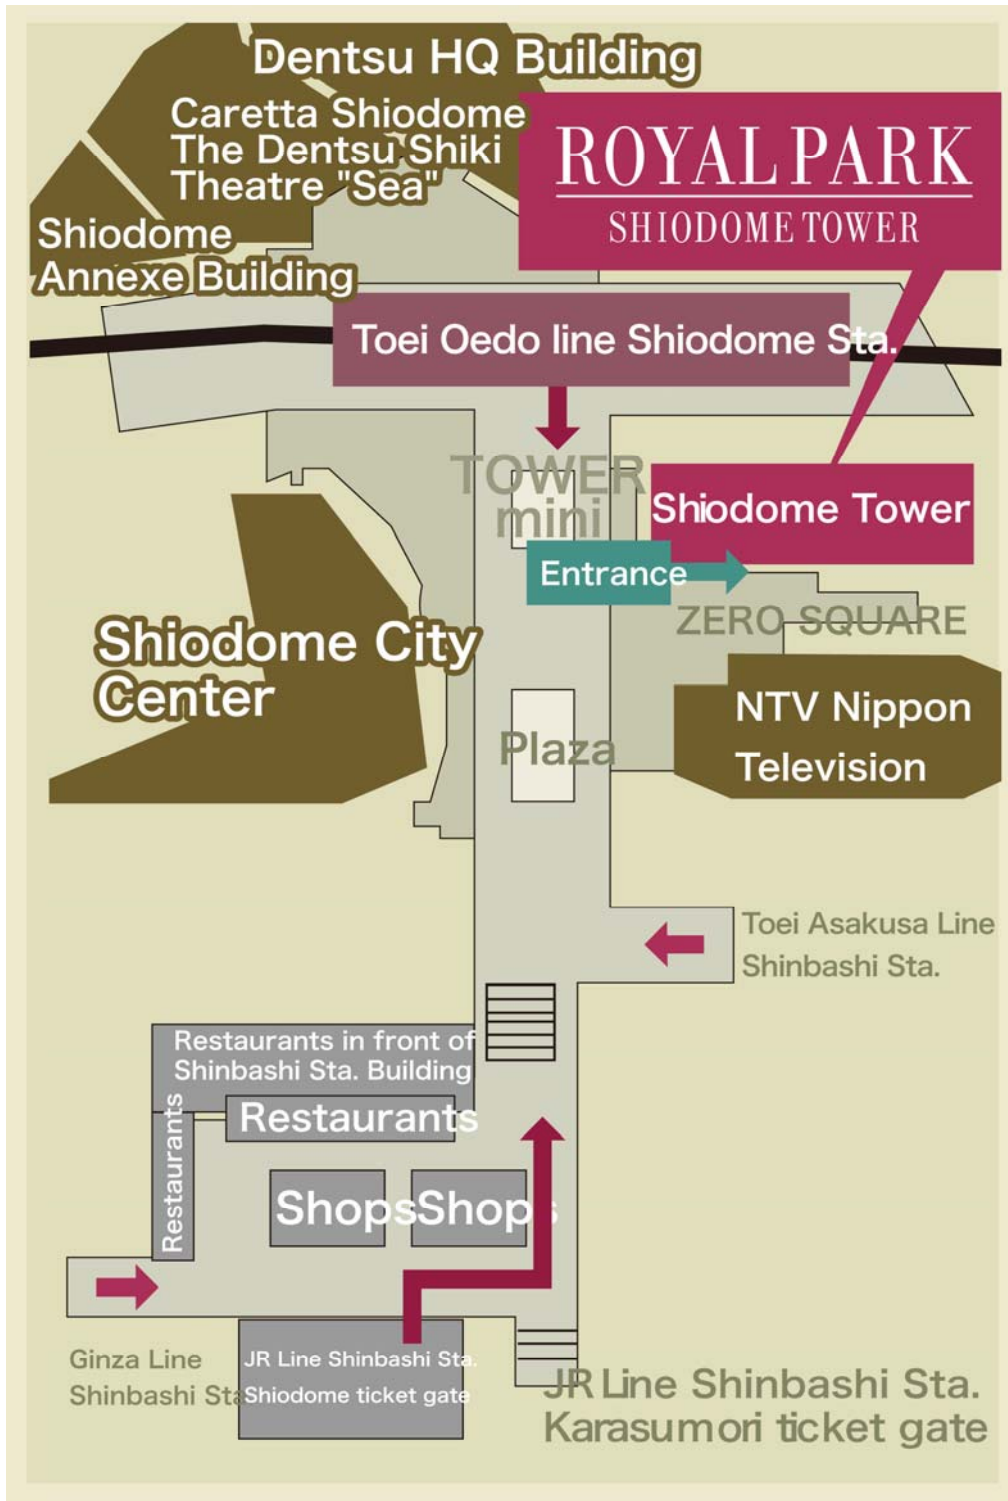 Dentsu HQ Building
Caretta Shiodome
The Dentsu Shiki
Theatre "Sea"
ROYAL PARK
SHIODOME TOWER
Shiodome
Annexe Building
Toei Oedo line Shiodome Sta.
TOWER
mini
Shiodome Tower
Entrance
ZERO SQUARE
Shiodome City
Center
NTV Nippon
Television
Plaza
Toei Asakusa Line
Shinbashi Sta.
Restaurants in front of
Shinbashi Sta. Building
Restaurants
Restaurants
Shops
Shops
Ginza Line
Shinbashi Sta
JR Line Shinbashi Sta.
Shiodome ticket gate
JR Line Shinbashi Sta.
Karasumori ticket gate